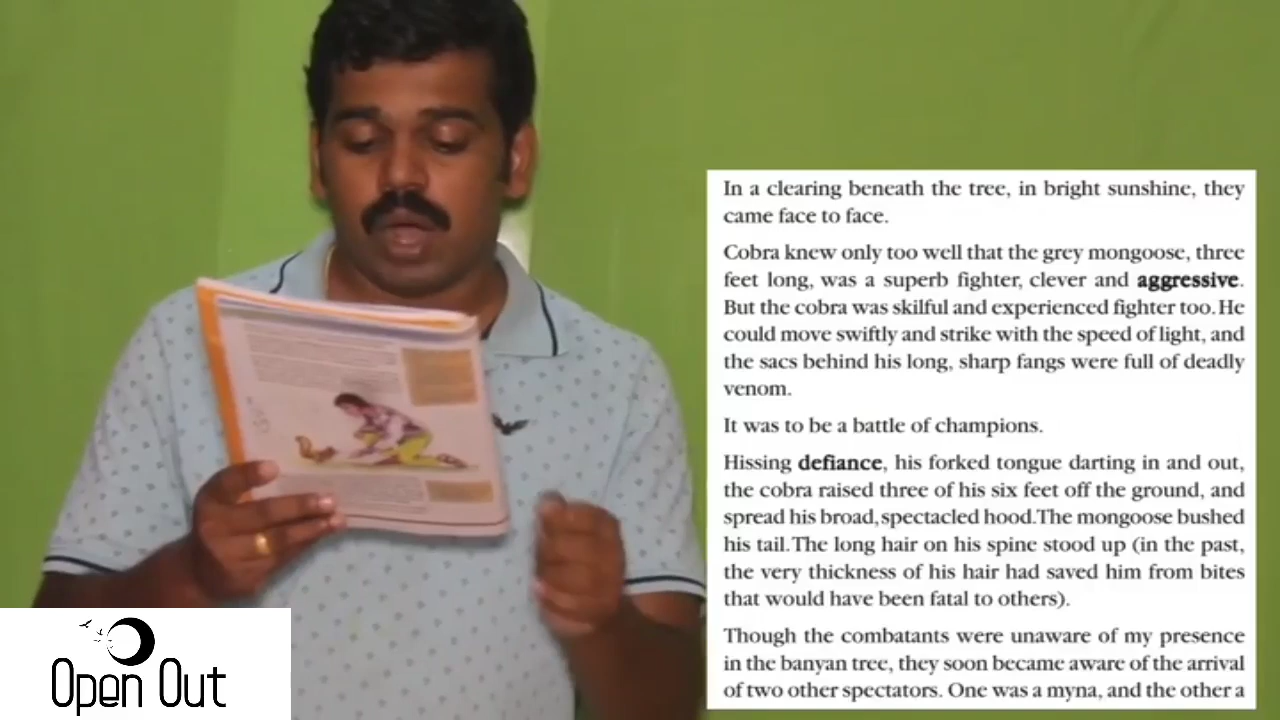 In a clearing beneath the tree, in bright sunshine, they
came face to face.
Cobra knew only too well that the grey mongoose, three
feet long, was a superb fighter, clever and aggressive.
But the cobra was skilful and experienced fighter too. He
could move swiftly and strike with the speed of light, and
the sacs behind his long, sharp fangs were full of deadly
venom.
It was to be a battle of champions.
Hissing defiance, his forked tongue darting in and out,
the cobra raised three of his six feet off the ground, and
spread his broad, spectacled hood. The mongoose bushed
his tail. The long hair on his spine stood up (in the past,
the very thickness of his hair had saved him from bites
that would have been fatal to others).
Though the combatants were unaware of my presence
in the banyan tree, they soon became aware of the arrival
of two other spectators. One was a myna, and the other a
Open Out